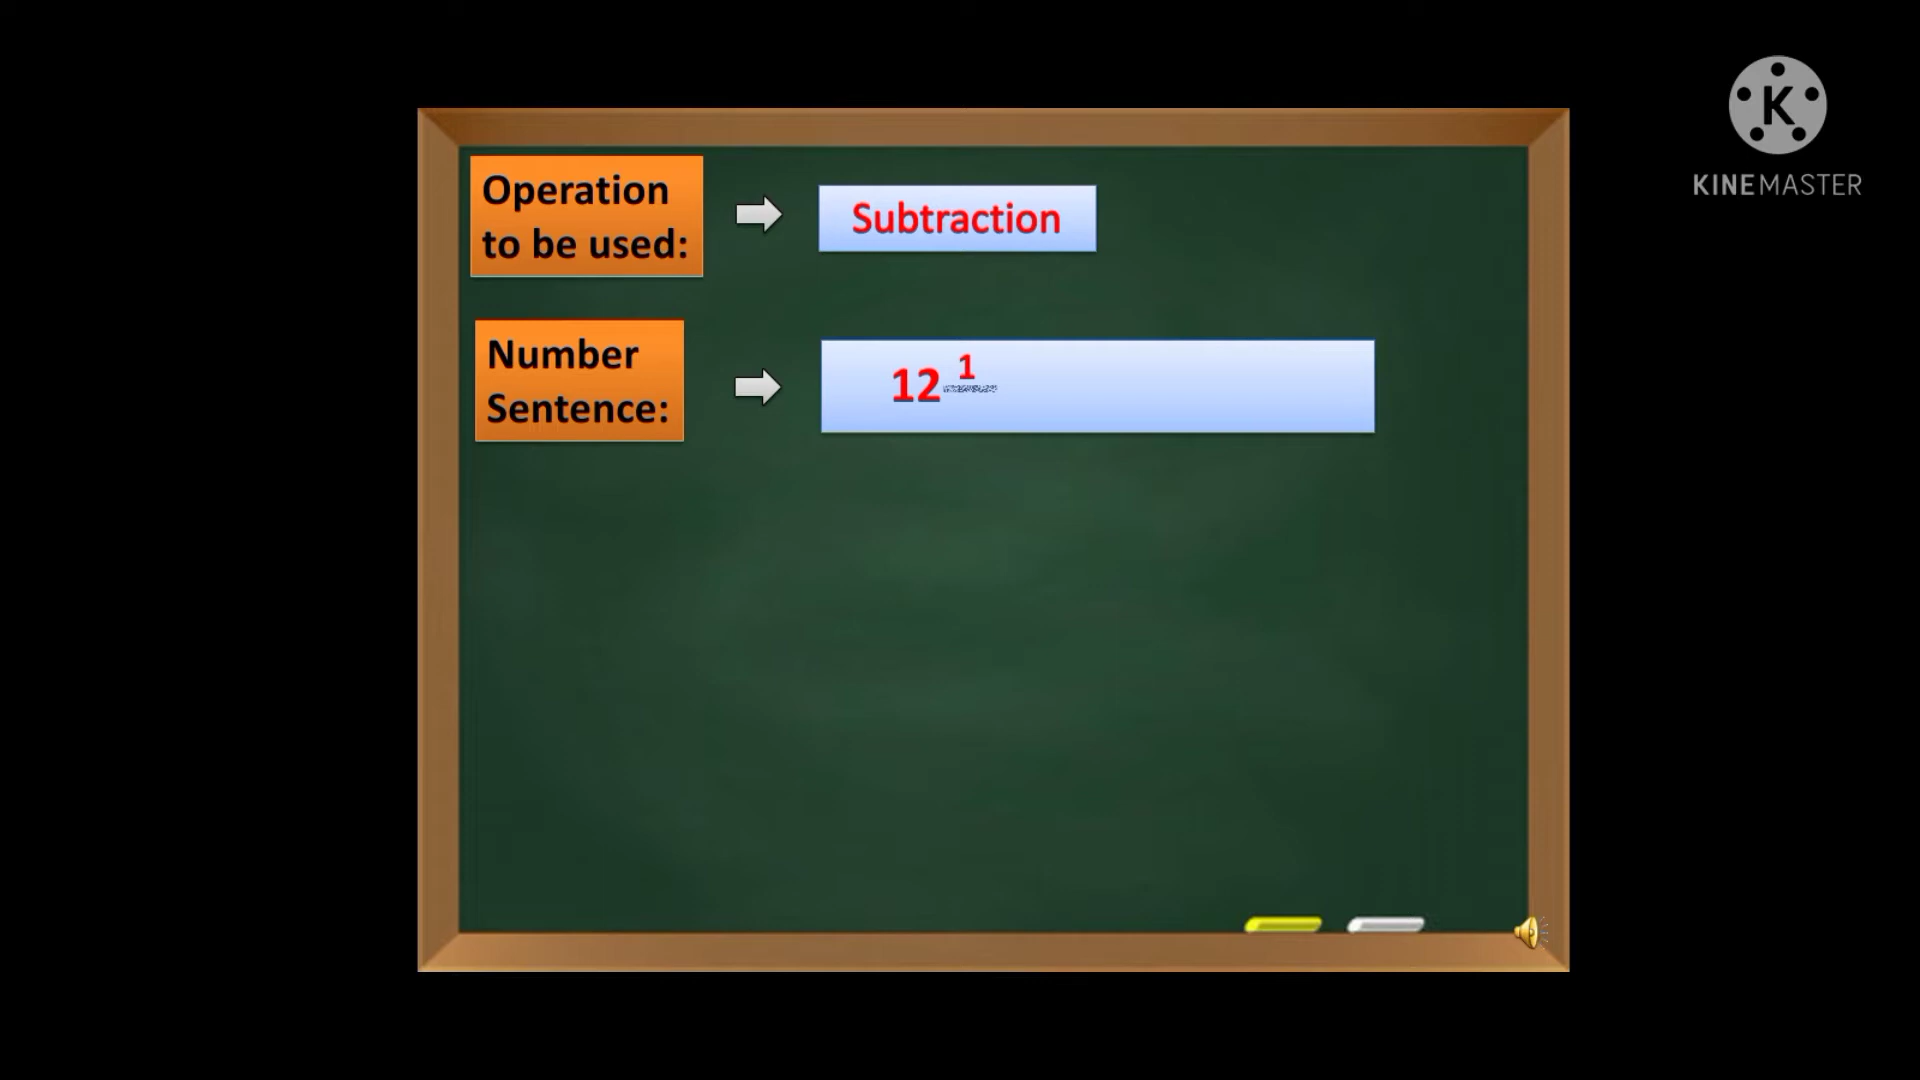 Operation
to be used:
Subtraction
Number
Sentence:
12 1
K
KINEMASTER